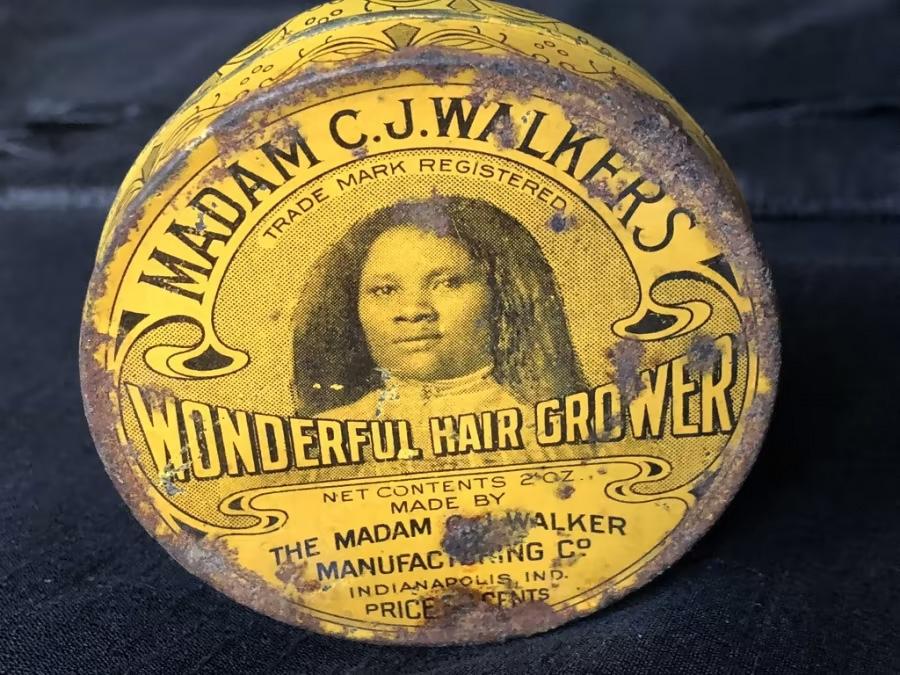 MADAM C.J. WALKERS
TRADE MARK REGISTERED
WONDERFUL HAIR GROWER
NET CONTENTS 2 OZ.
MADE BY
THE MADAM WALKER
MANUFACTURING Cº
INDIANAPOLIS, IND.
PRICE CENTS